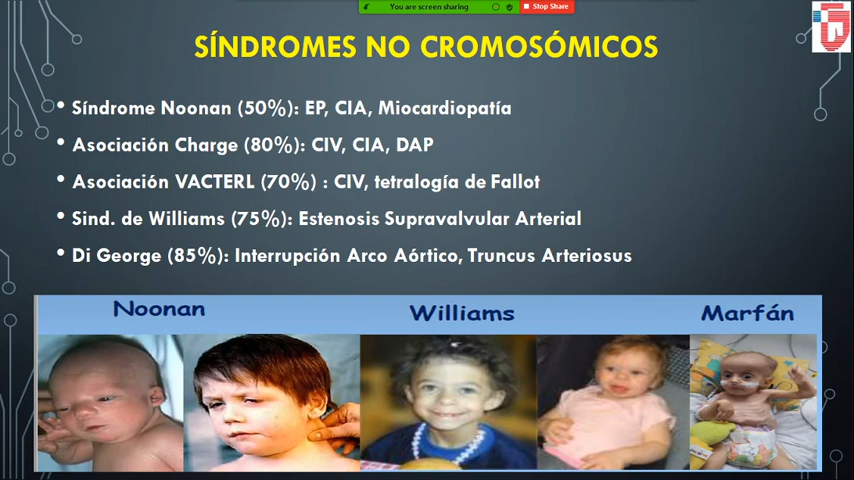 You are screen sharing
Stop Share
SÍNDROMES NO CROMOSÓMICOS
• Síndrome Noonan (50%): EP, CIA, Miocardiopatía
• Asociación Charge (80%): CIV, CIA, DAP
• Asociación VACTERL (70%) : CIV, tetralogía de Fallot
• Sind. de Williams (75%): Estenosis Supravalvular Arterial
• Di George (85%): Interrupción Arco Aórtico, Truncus Arteriosus
Noonan
Williams
Marfán